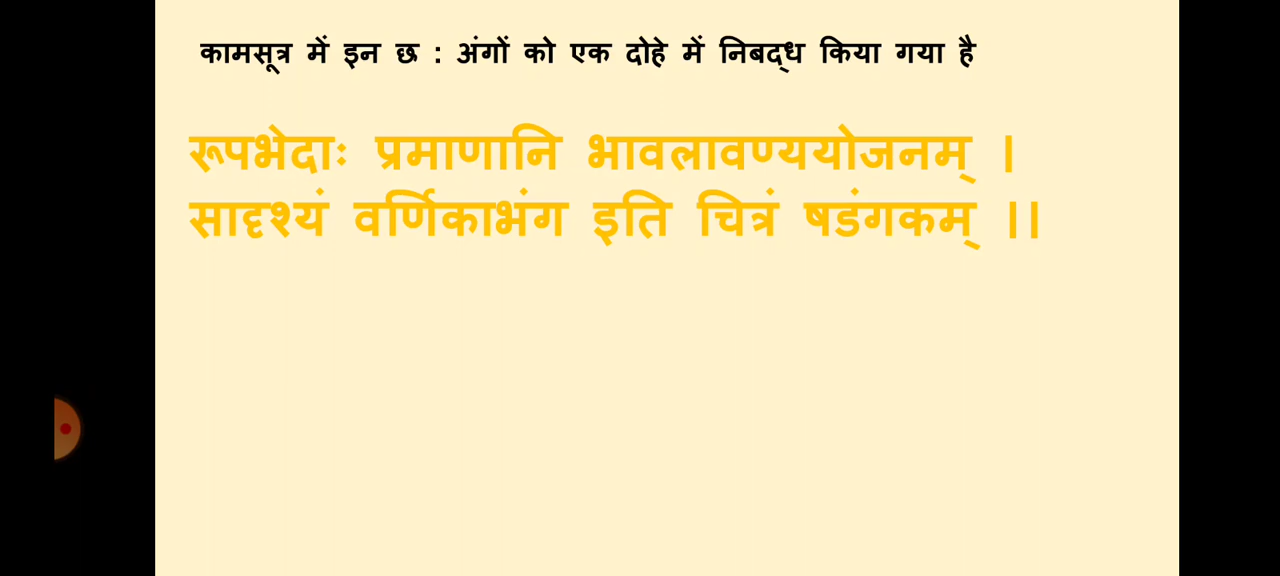 कामसूत्र में इन छ : अंगों को एक दोहे में निबद्ध किया गया है
रूपभेदाः प्रमाणानि भावलावण्ययोजनम् ।
सादृश्यं वर्णिकाभंग इति चित्रं षडंगकम् ।।